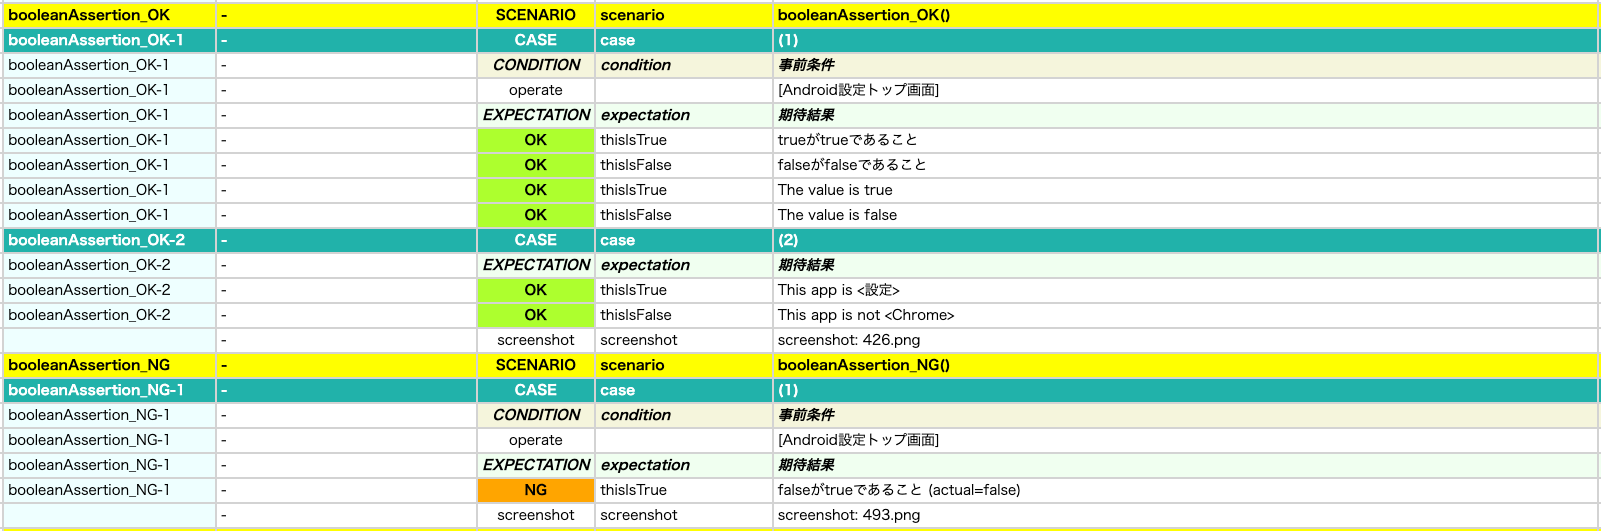 booleanAssertion_OK - SCENARIO scenario booleanAssertion_OK()
booleanAssertion_OK-1 - CASE case (1)
booleanAssertion_OK-1 - CONDITION condition 事前条件
booleanAssertion_OK-1 - operate [Android設定トップ画面]
booleanAssertion_OK-1 - EXPECTATION expectation 期待結果
booleanAssertion_OK-1 - OK thisIsTrue trueがtrueであること
booleanAssertion_OK-1 - OK thisIsFalse falseがfalseであること
booleanAssertion_OK-1 - OK thisIsTrue The value is true
booleanAssertion_OK-1 - OK thisIsFalse The value is false
booleanAssertion_OK-2 - CASE case (2)
booleanAssertion_OK-2 - EXPECTATION expectation 期待結果
booleanAssertion_OK-2 - OK thisIsTrue This app is <設定>
booleanAssertion_OK-2 - OK thisIsFalse This app is not <Chrome>
- screenshot screenshot screenshot: 426.png
booleanAssertion_NG - SCENARIO scenario booleanAssertion_NG()
booleanAssertion_NG-1 - CASE case (1)
booleanAssertion_NG-1 - CONDITION condition 事前条件
booleanAssertion_NG-1 - operate [Android設定トップ画面]
booleanAssertion_NG-1 - EXPECTATION expectation 期待結果
booleanAssertion_NG-1 - NG thisIsTrue falseがtrueであること (actual=false)
- screenshot screenshot screenshot: 493.png